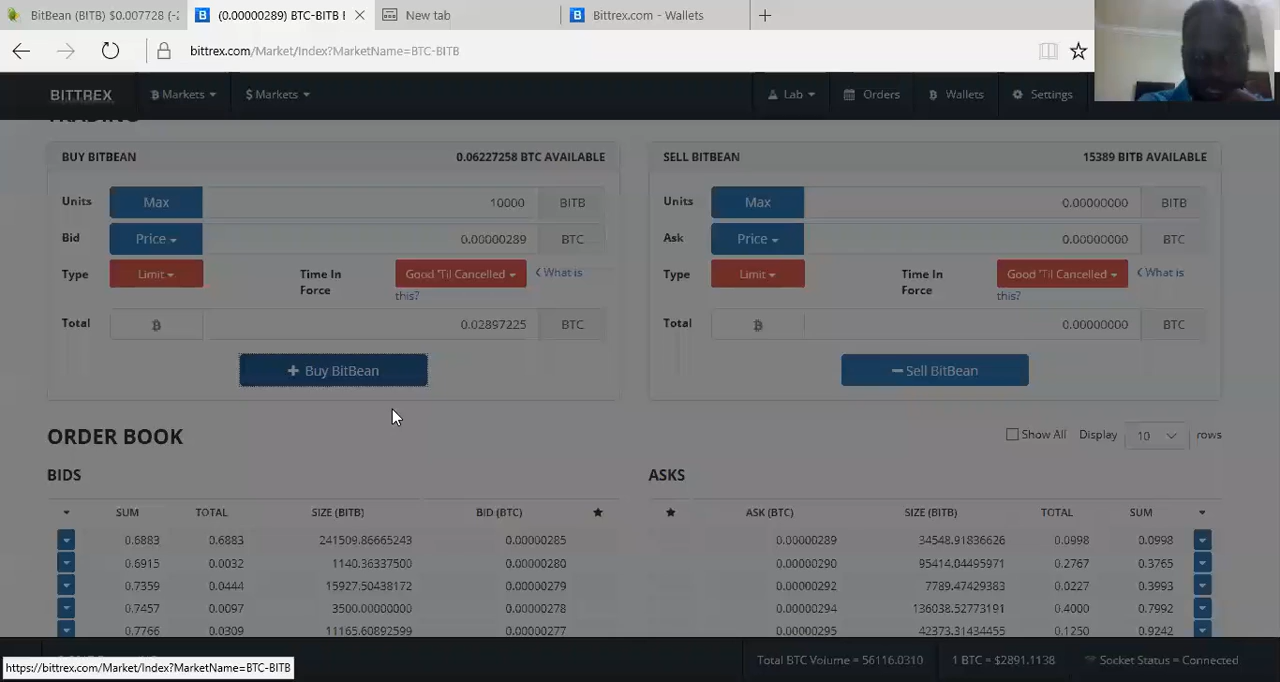 BitBean (BITB) $0.007728 (-2
(0.00000289) BTC-BITB
New tab
Bittrex.com - Wallets
bittrex.com/Market/Index?MarketName=BTC-BITB
BITTREX
Markets
$ Markets
Lab
Orders
Wallets
Settings
TRADING
BUY BITBEAN
0.06227258 BTC AVAILABLE
Units
Max
10000
BITB
Bid
Price
0.00000289
BTC
Type
Limit
Time In Force
Good 'Til Cancelled
What is this?
Total
0.02897225
BTC
Buy BitBean
SELL BITBEAN
15389 BITB AVAILABLE
Units
Max
0.00000000
BITB
Ask
Price
0.00000000
BTC
Type
Limit
Time In Force
Good 'Til Cancelled
What is this?
Total
0.00000000
BTC
Sell BitBean
ORDER BOOK
Show All Display 10 rows
BIDS
SUM TOTAL SIZE (BITB) BID (BTC)
0.6883 0.6883 241509.86665243 0.00000285
0.6915 0.0032 1140.36337500 0.00000280
0.7359 0.0444 15927.50438172 0.00000279
0.7457 0.0097 3500.00000000 0.00000278
0.7766 0.0309 11165.60892599 0.00000277
ASKS
ASK (BTC) SIZE (BITB) TOTAL SUM
0.00000289 34548.91836626 0.0998 0.0998
0.00000290 95414.04495971 0.2767 0.3765
0.00000292 7789.47429383 0.0227 0.3993
0.00000294 136038.52773191 0.4000 0.7992
0.00000295 42373.31434455 0.1250 0.9242
https://bittrex.com/Market/Index?MarketName=BTC-BITB
Total BTC Volume = 56116.0310
1 BTC = $2891.1138
Socket Status = Connected